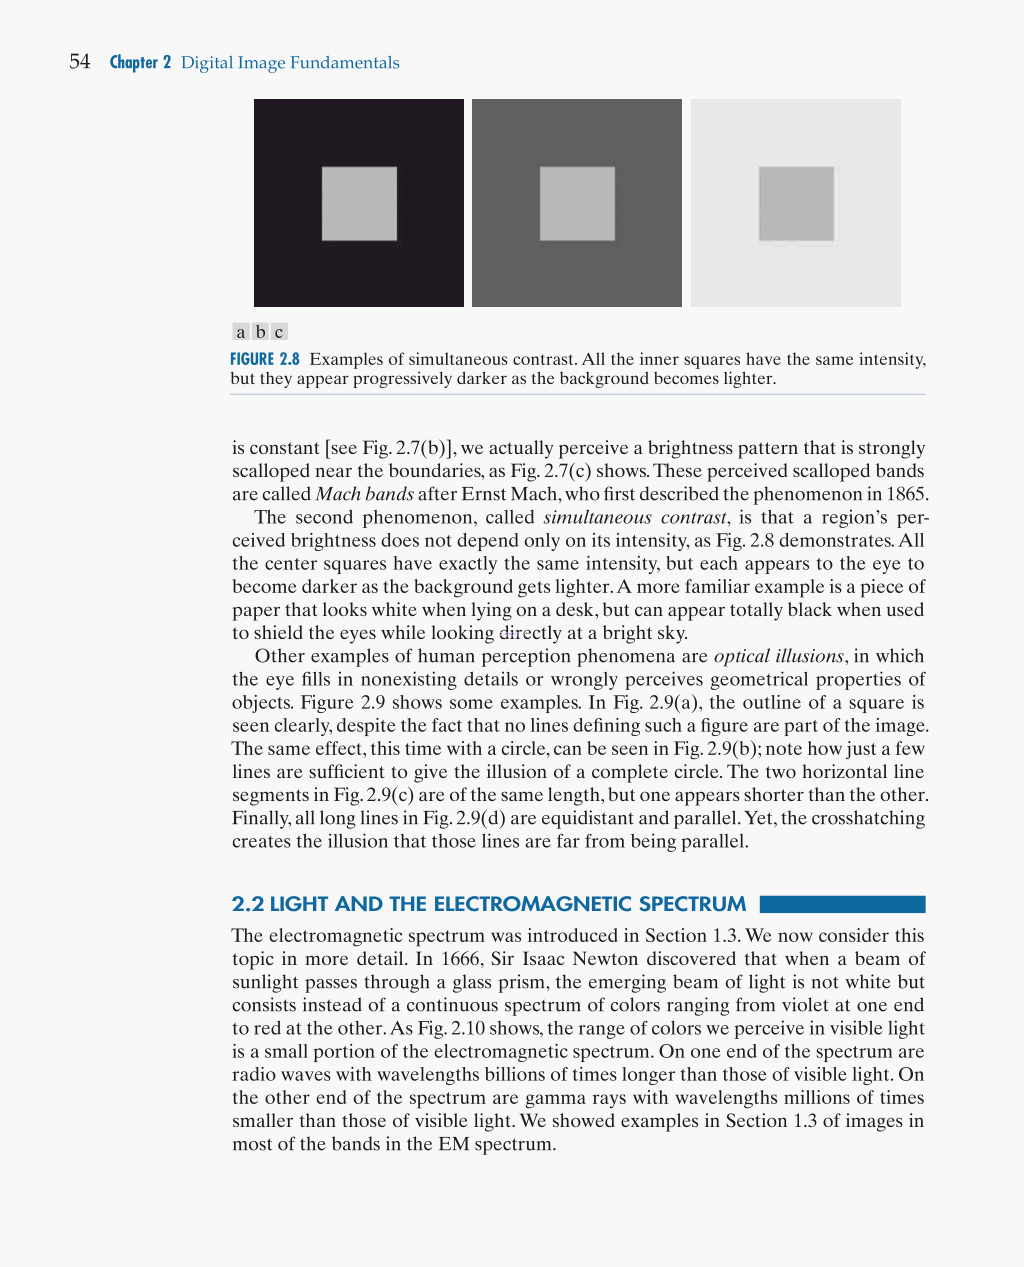 54 Chapter 2 Digital Image Fundamentals
a b c
FIGURE 2.8 Examples of simultaneous contrast. All the inner squares have the same intensity,
but they appear progressively darker as the background becomes lighter.
is constant [see Fig. 2.7(b)], we actually perceive a brightness pattern that is strongly
scalloped near the boundaries, as Fig. 2.7(c) shows. These perceived scalloped bands
are called Mach bands after Ernst Mach, who first described the phenomenon in 1865.
The second phenomenon, called simultaneous contrast, is that a region's per-
ceived brightness does not depend only on its intensity, as Fig. 2.8 demonstrates. All
the center squares have exactly the same intensity, but each appears to the eye to
become darker as the background gets lighter. A more familiar example is a piece of
paper that looks white when lying on a desk, but can appear totally black when used
to shield the eyes while looking directly at a bright sky.
Other examples of human perception phenomena are optical illusions, in which
the eye fills in nonexisting details or wrongly perceives geometrical properties of
objects. Figure 2.9 shows some examples. In Fig. 2.9(a), the outline of a square is
seen clearly, despite the fact that no lines defining such a figure are part of the image.
The same effect, this time with a circle, can be seen in Fig. 2.9(b); note how just a few
lines are sufficient to give the illusion of a complete circle. The two horizontal line
segments in Fig. 2.9(c) are of the same length, but one appears shorter than the other.
Finally, all long lines in Fig. 2.9(d) are equidistant and parallel. Yet, the crosshatching
creates the illusion that those lines are far from being parallel.
2.2 LIGHT AND THE ELECTROMAGNETIC SPECTRUM
The electromagnetic spectrum was introduced in Section 1.3. We now consider this
topic in more detail. In 1666, Sir Isaac Newton discovered that when a beam of
sunlight passes through a glass prism, the emerging beam of light is not white but
consists instead of a continuous spectrum of colors ranging from violet at one end
to red at the other. As Fig. 2.10 shows, the range of colors we perceive in visible light
is a small portion of the electromagnetic spectrum. On one end of the spectrum are
radio waves with wavelengths billions of times longer than those of visible light. On
the other end of the spectrum are gamma rays with wavelengths millions of times
smaller than those of visible light. We showed examples in Section 1.3 of images in
most of the bands in the EM spectrum.